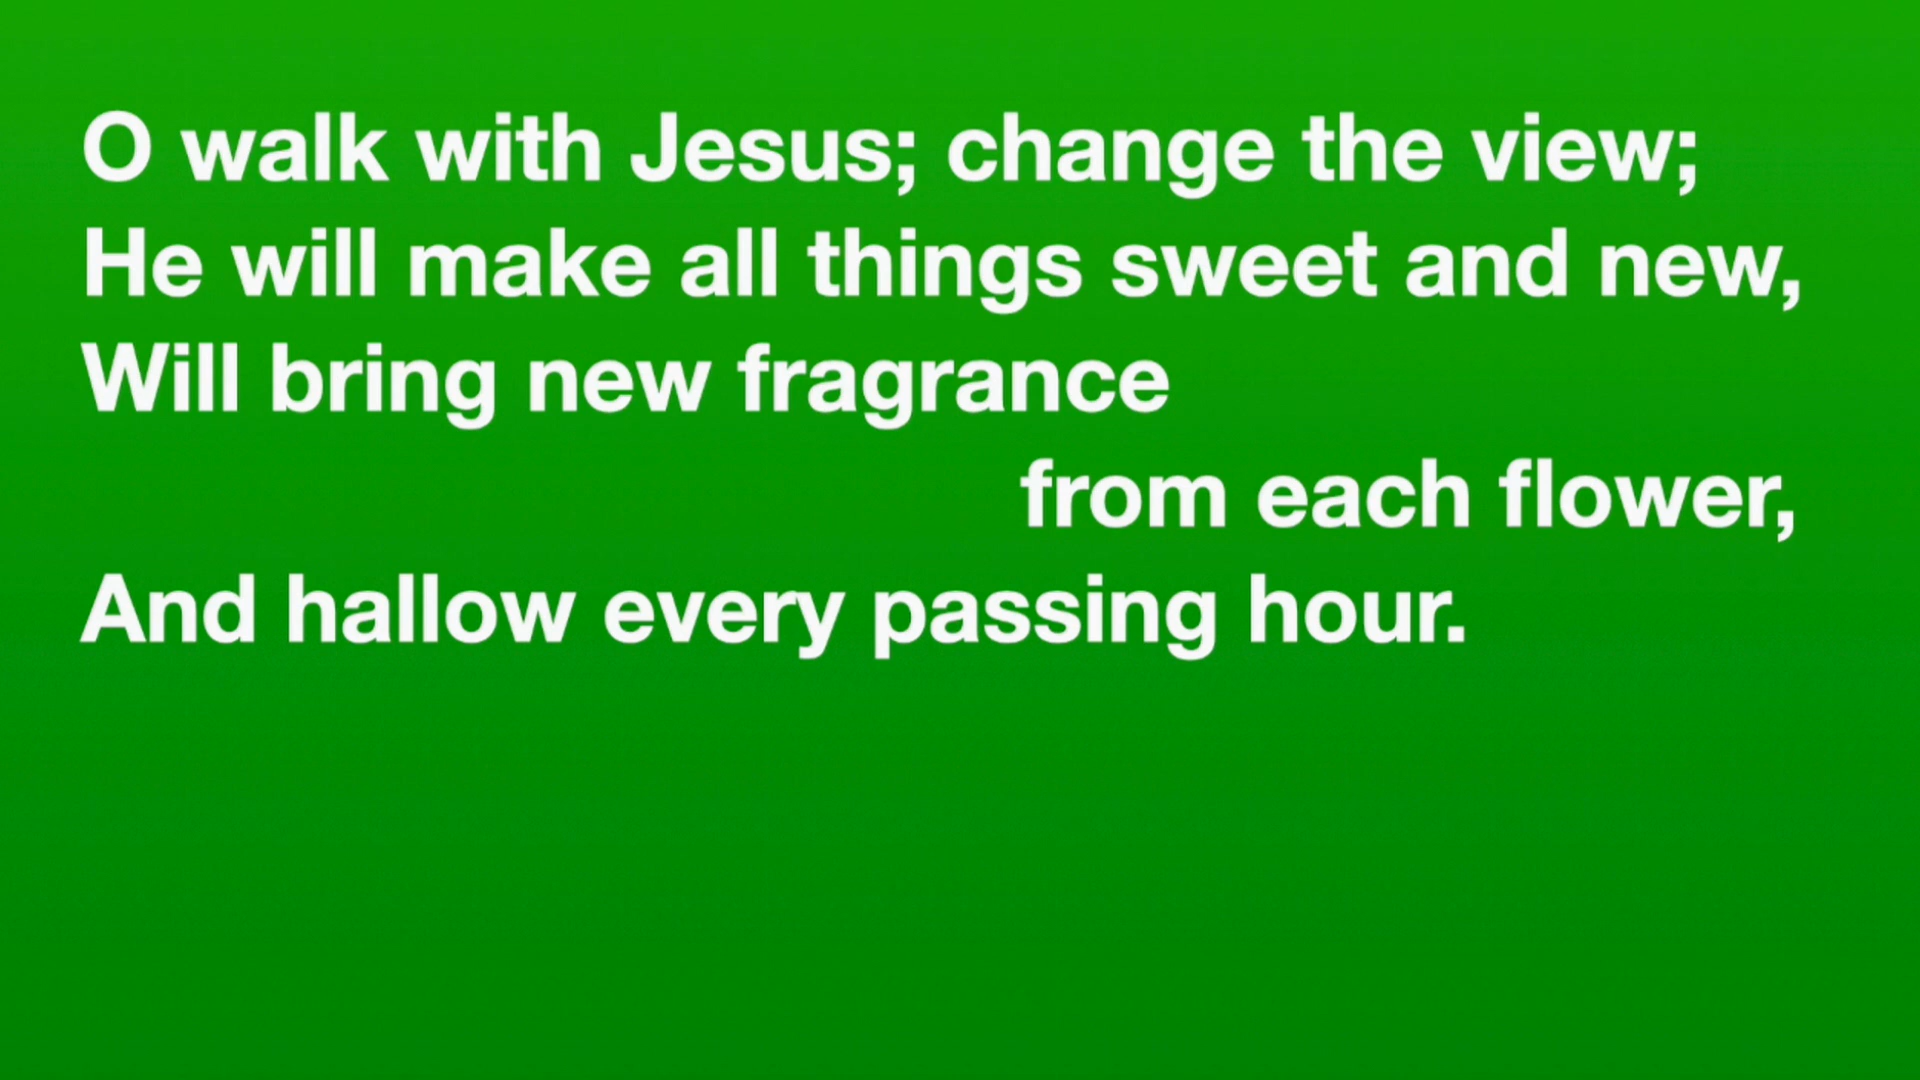 O walk with Jesus; change the view;
He will make all things sweet and new,
Will bring new fragrance
from each flower,
And hallow every passing hour.